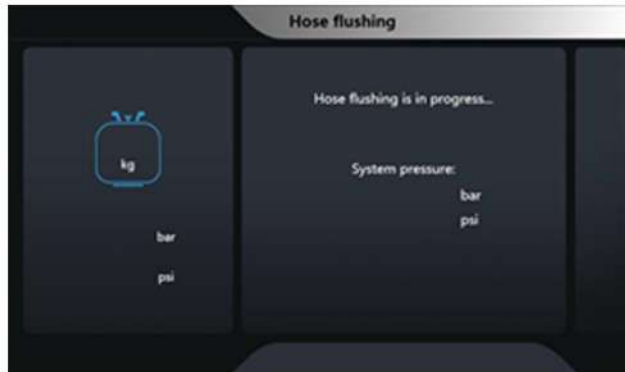 Hose flushing
kg
bar
psi
Hose flushing is in progress...
System pressure:
bar
psi